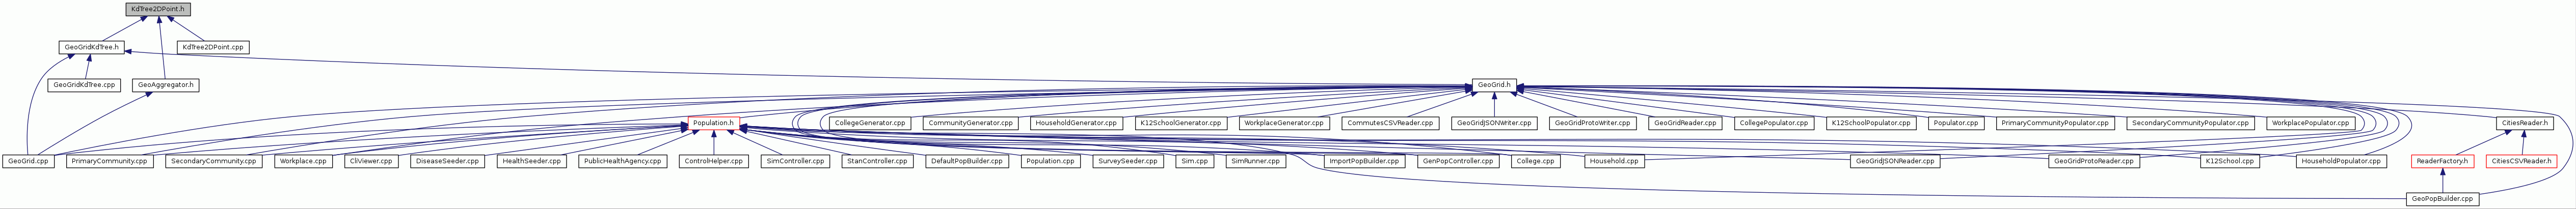 KdTree2DPoint.h
GeoGridKdTree.h
KdTree2DPoint.cpp
GeoGridKdTree.cpp
GeoAggregator.h
GeoGrid.h
Population.h
CollegeGenerator.cpp
CommunityGenerator.cpp
HouseholdGenerator.cpp
K12SchoolGenerator.cpp
WorkplaceGenerator.cpp
CommutesCSVReader.cpp
GeoGridJSONWriter.cpp
GeoGridProtoWriter.cpp
GeoGridReader.cpp
CollegePopulator.cpp
K12SchoolPopulator.cpp
Populator.cpp
PrimaryCommunityPopulator.cpp
SecondaryCommunityPopulator.cpp
WorkplacePopulator.cpp
CitiesReader.h
GeoGrid.cpp
PrimaryCommunity.cpp
SecondaryCommunity.cpp
Workplace.cpp
CliViewer.cpp
DiseaseSeeder.cpp
HealthSeeder.cpp
PublicHealthAgency.cpp
ControlHelper.cpp
SimController.cpp
StanController.cpp
DefaultPopBuilder.cpp
Population.cpp
SurveySeeder.cpp
Sim.cpp
SimRunner.cpp
ImportPopBuilder.cpp
GenPopController.cpp
College.cpp
Household.cpp
GeoGridJSONReader.cpp
GeoGridProtoReader.cpp
K12School.cpp
HouseholdPopulator.cpp
ReaderFactory.h
CitiesCSVReader.h
GeoPopBuilder.cpp